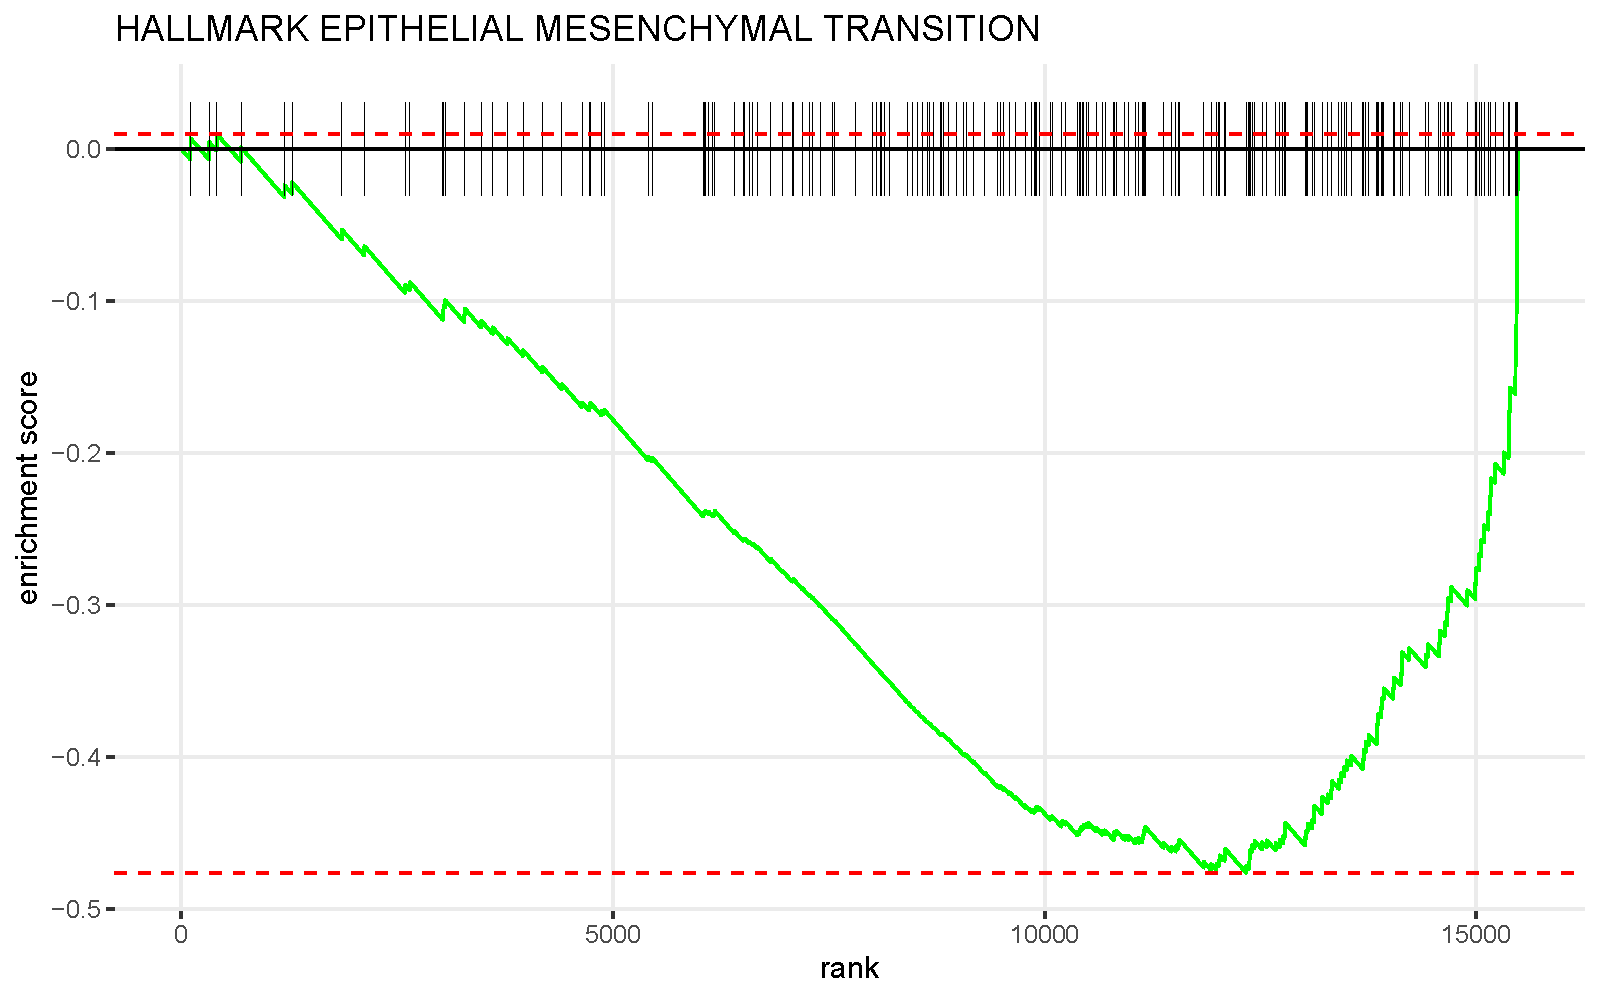 HALLMARK EPITHELIAL MESENCHYMAL TRANSITION
enrichment score
0.0
−0.1
−0.2
−0.3
−0.4
−0.5
0 5000 10000 15000
rank